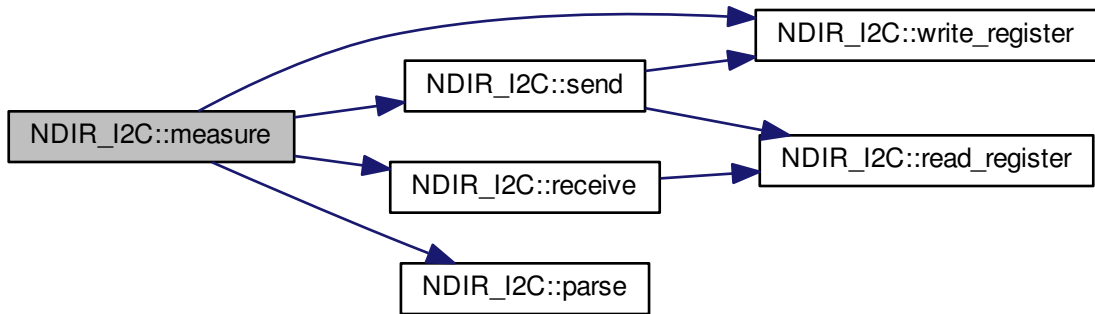 NDIR_I2C::write_register
NDIR_I2C::send
NDIR_I2C::measure
NDIR_I2C::read_register
NDIR_I2C::receive
NDIR_I2C::parse